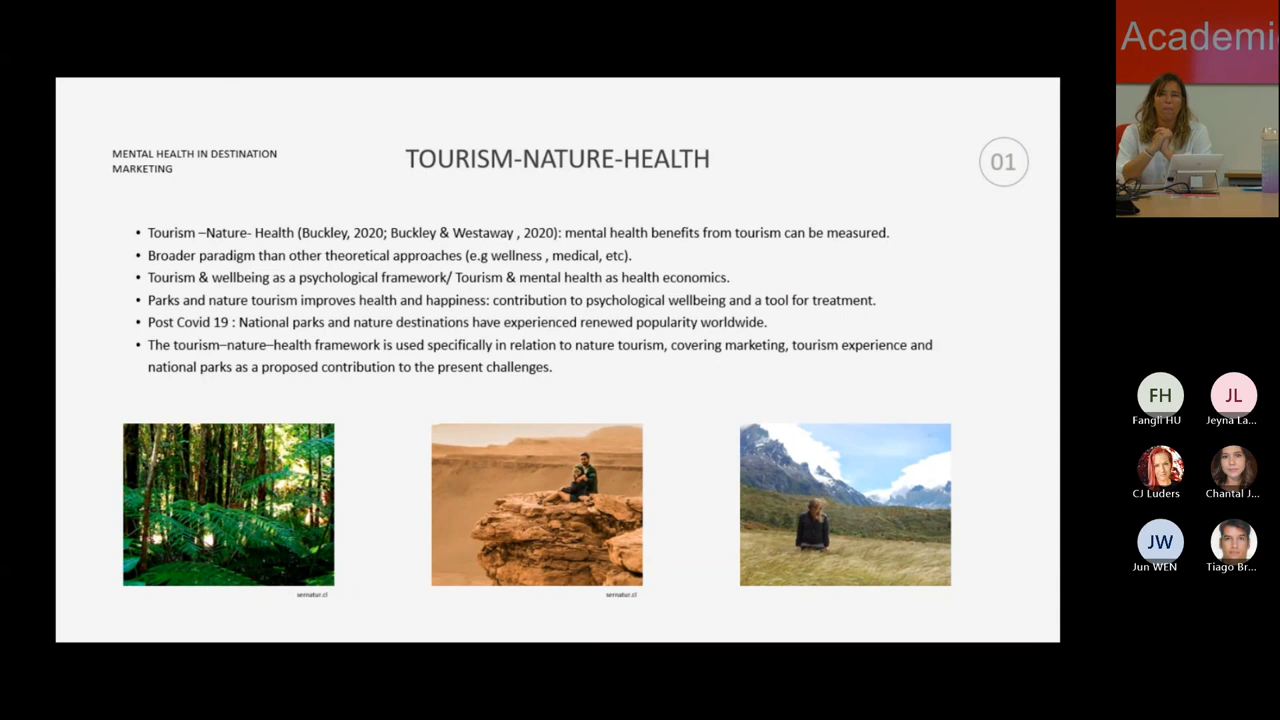 Academi
MENTAL HEALTH IN DESTINATION
MARKETING
TOURISM-NATURE-HEALTH
01
• Tourism –Nature- Health (Buckley, 2020; Buckley & Westaway , 2020): mental health benefits from tourism can be measured.
• Broader paradigm than other theoretical approaches (e.g wellness , medical, etc).
• Tourism & wellbeing as a psychological framework/ Tourism & mental health as health economics.
• Parks and nature tourism improves health and happiness: contribution to psychological wellbeing and a tool for treatment.
• Post Covid 19 : National parks and nature destinations have experienced renewed popularity worldwide.
• The tourism–nature–health framework is used specifically in relation to nature tourism, covering marketing, tourism experience and
national parks as a proposed contribution to the present challenges.
sernatur.cl
sernatur.cl
FH
JL
Fangli HU
Jeyna La...
CJ Luders
Chantal J...
JW
Jun WEN
Tiago Br...